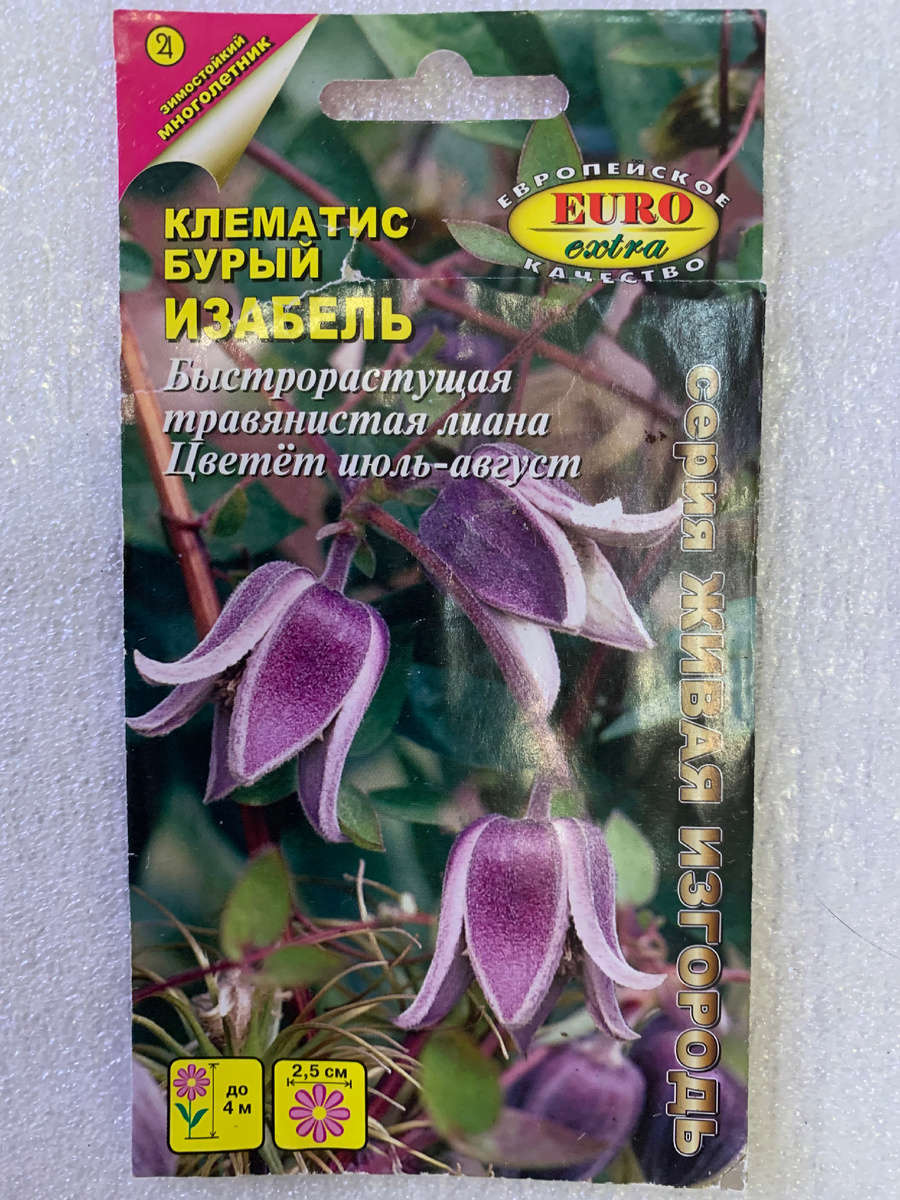 зимостойкий
многолетник
ЕВРОПЕЙСКОЕ
EURO
extra
КАЧЕСТВО
КЛЕМАТИС
БУРЫЙ
ИЗАБЕЛЬ
Быстрорастущая
травянистая лиана
Цветёт июль-август
серия ЖИВАЯ ИЗГОРОДЬ
до
4 м
2,5 см